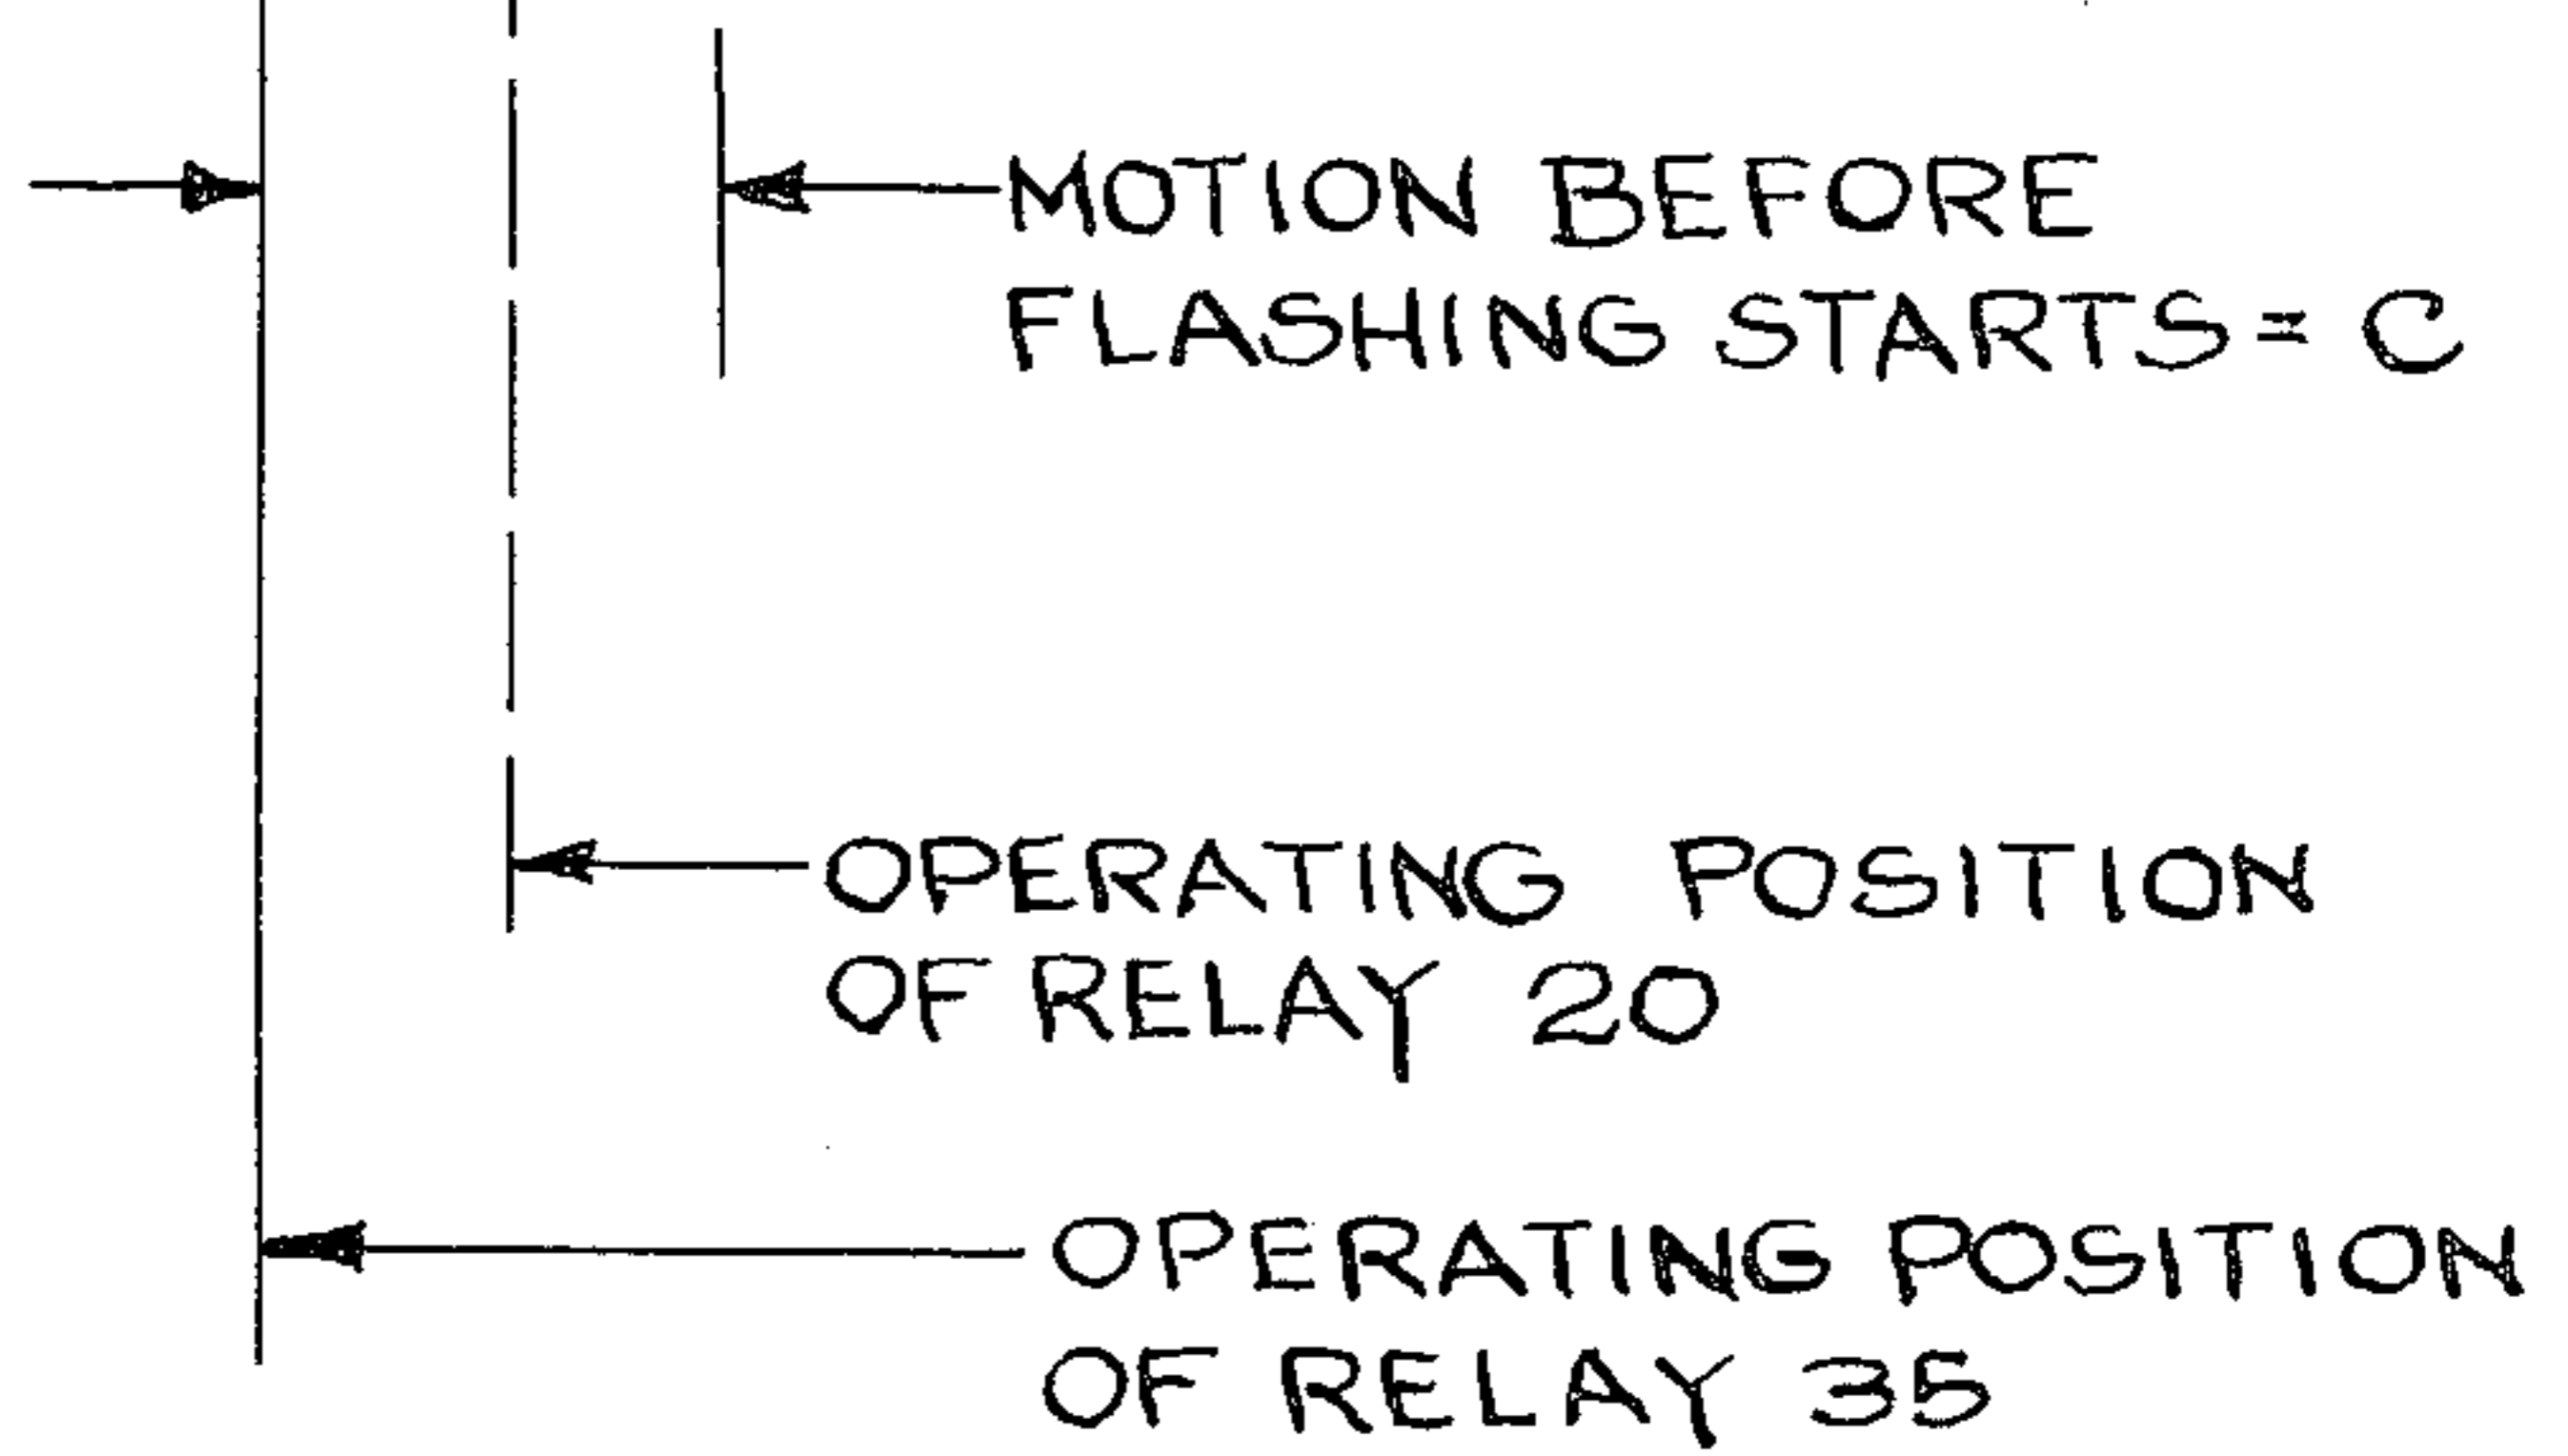 MOTION BEFORE
FLASHING STARTS = C
OPERATING POSITION
OF RELAY 20
OPERATING POSITION
OF RELAY 35